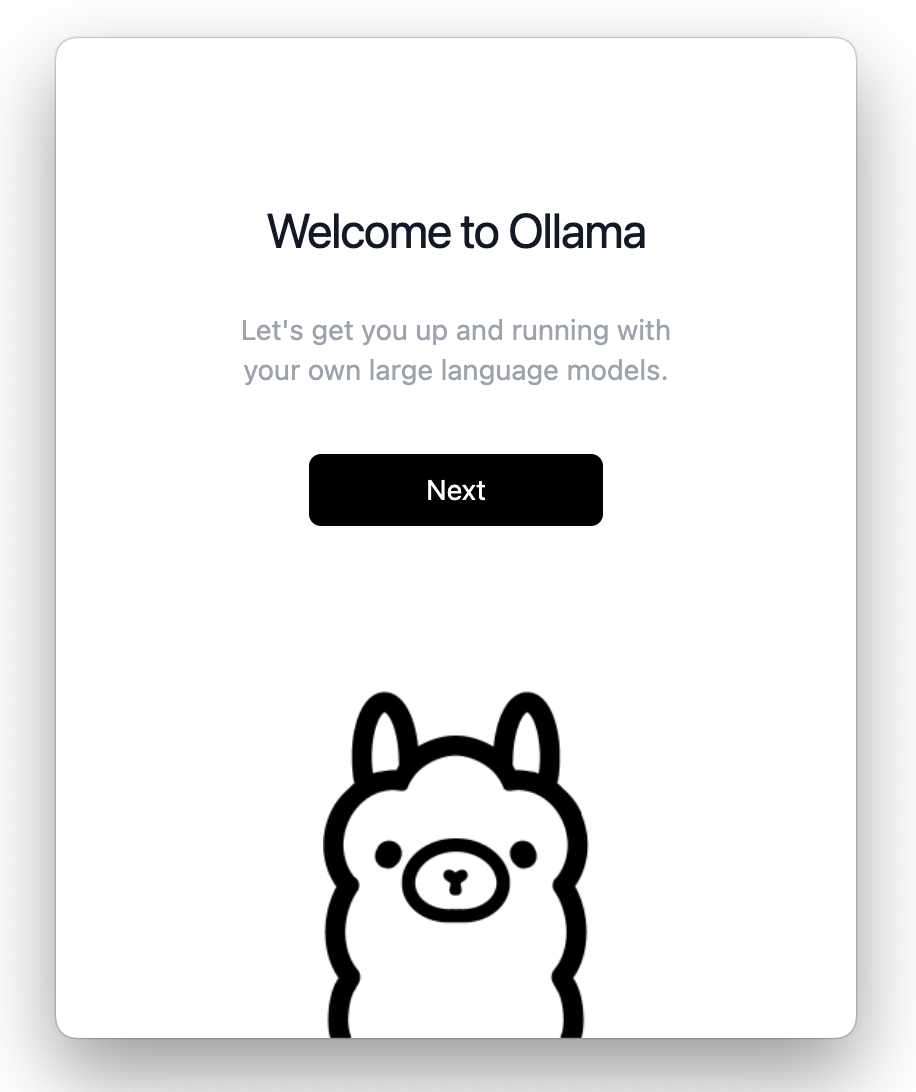 Welcome to Ollama
Let's get you up and running with
your own large language models.
Next